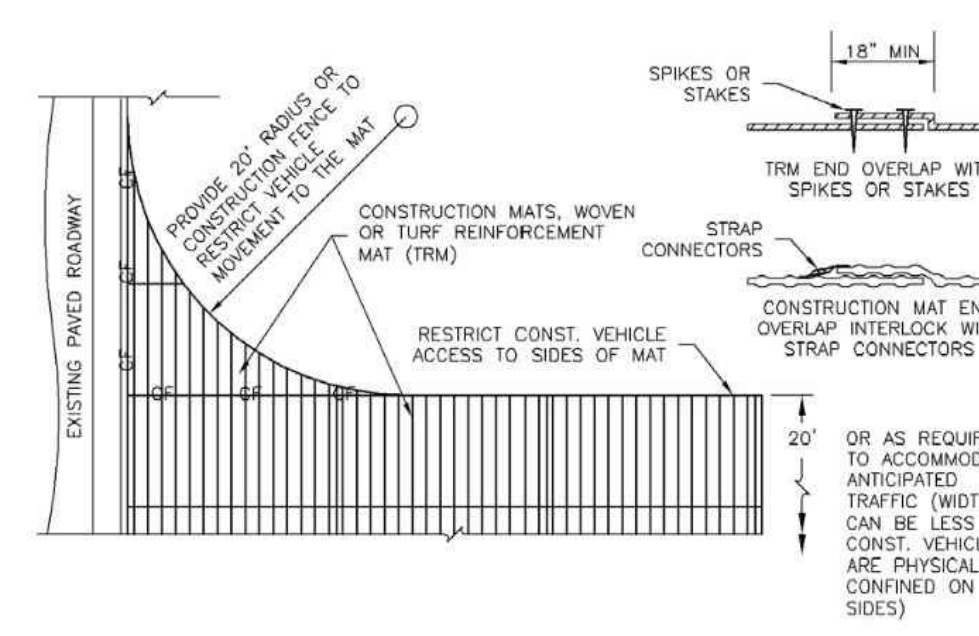 PROVIDE 20' RADIUS OR
CONSTRUCTION FENCE TO
RESTRICT VEHICLE
MOVEMENT TO THE MAT
EXISTING PAVED ROADWAY
CF
CF
CF
CF
CF
CF
CONSTRUCTION MATS, WOVEN
OR TURF REINFORCEMENT
MAT (TRM)
RESTRICT CONST. VEHICLE
ACCESS TO SIDES OF MAT
18" MIN
SPIKES OR
STAKES
TRM END OVERLAP WIT
SPIKES OR STAKES
STRAP
CONNECTORS
CONSTRUCTION MAT EN
OVERLAP INTERLOCK WI
STRAP CONNECTORS
20'
OR AS REQUIR
TO ACCOMMOD
ANTICIPATED
TRAFFIC (WIDT
CAN BE LESS
CONST. VEHICL
ARE PHYSICAL
CONFINED ON
SIDES)